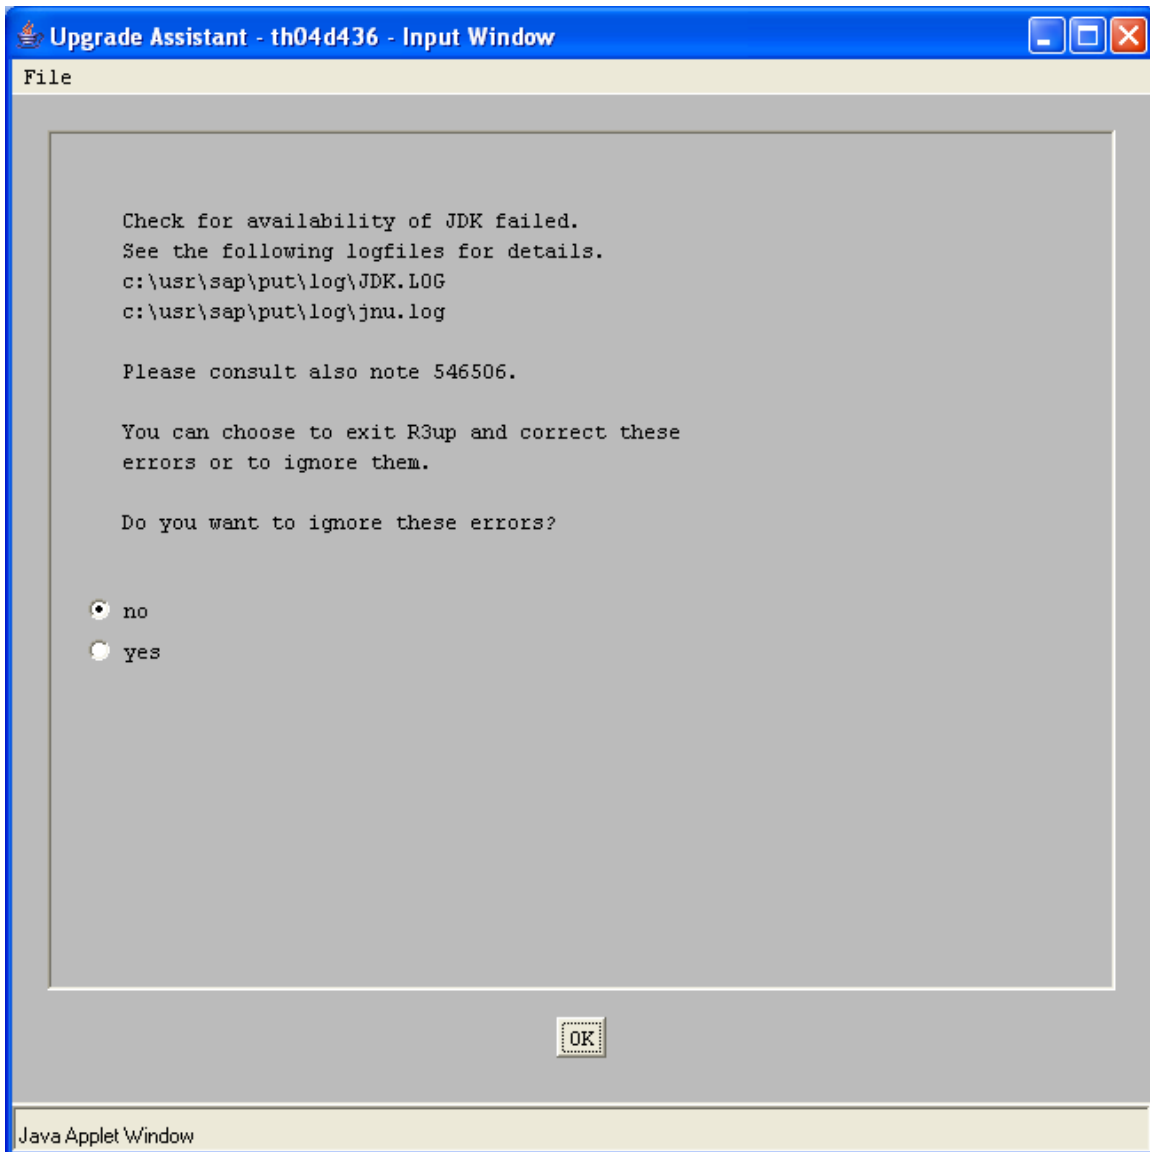 Upgrade Assistant - th04d436 - Input Window
File
Check for availability of JDK failed.
See the following logfiles for details.
c:\usr\sap\put\log\JDK.LOG
c:\usr\sap\put\log\jnu.log
Please consult also note 546506.
You can choose to exit R3up and correct these
errors or to ignore them.
Do you want to ignore these errors?
no
yes
OK
Java Applet Window